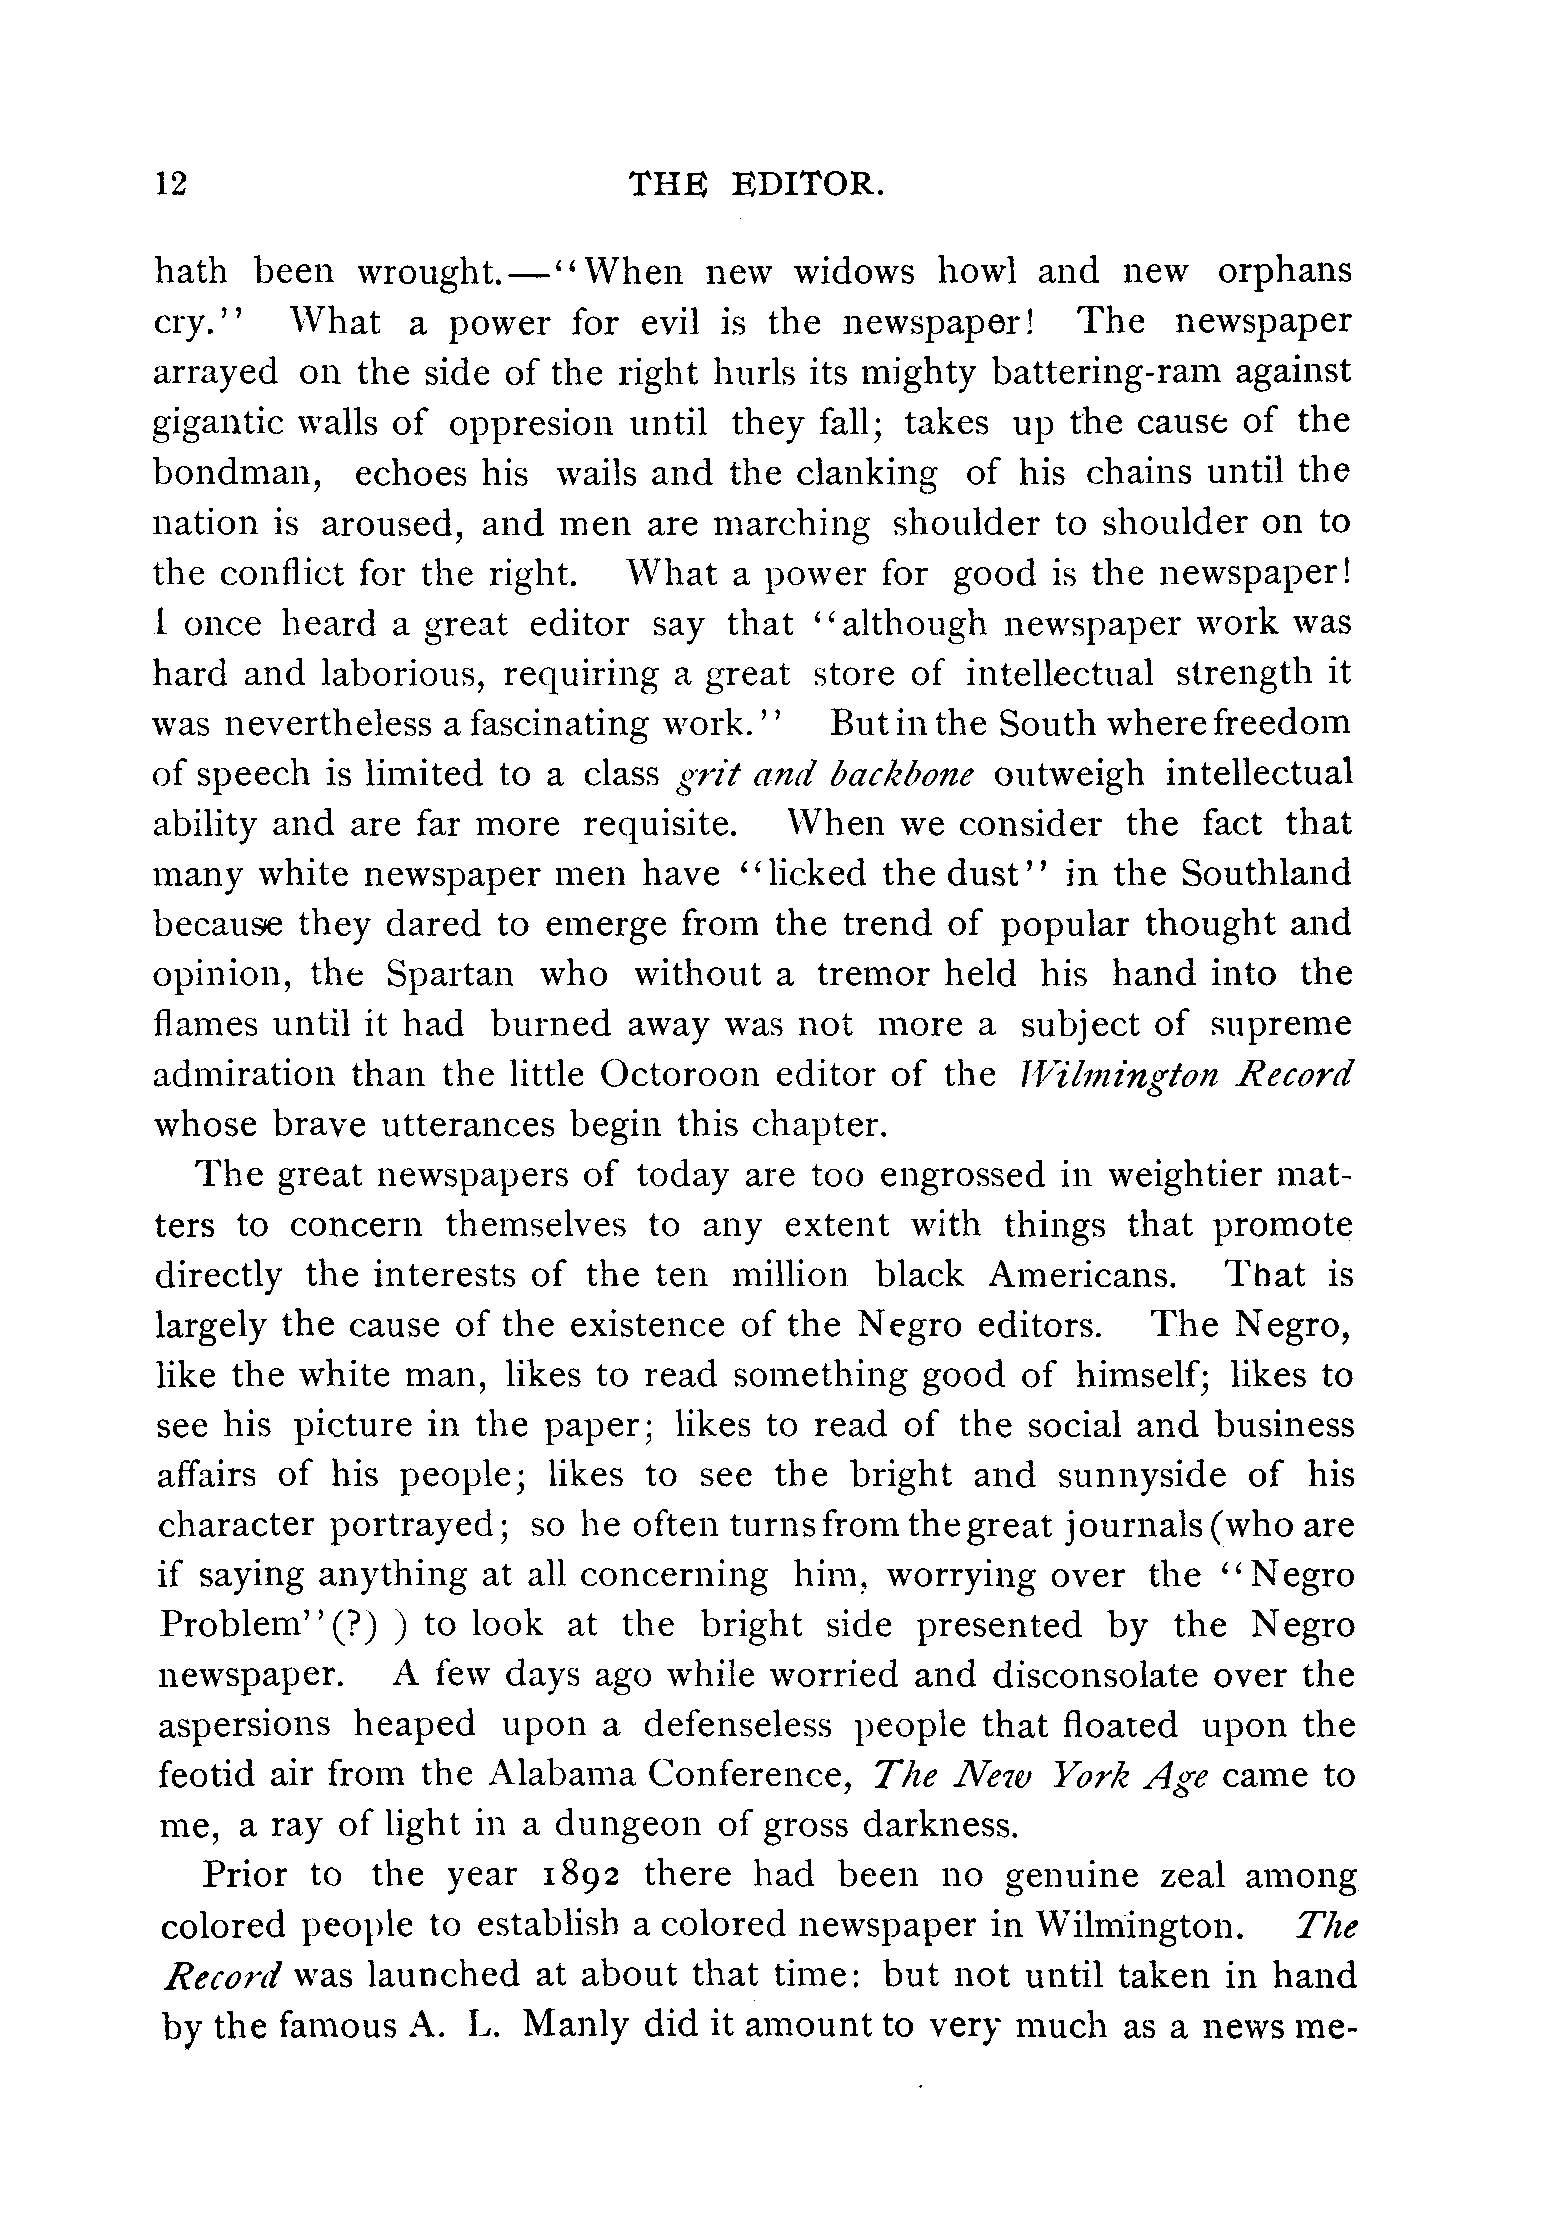 12 THE EDITOR.
hath been wrought.—“When new widows howl and new orphans
cry.” What a power for evil is the newspaper! The newspaper
arrayed on the side of the right hurls its mighty battering-ram against
gigantic walls of oppresion until they fall; takes up the cause of the
bondman, echoes his wails and the clanking of his chains until the
nation is aroused, and men are marching shoulder to shoulder on to
the conflict for the right. What a power for good is the newspaper!
I once heard a great editor say that “although newspaper work was
hard and laborious, requiring a great store of intellectual strength it
was nevertheless a fascinating work.” But in the South where freedom
of speech is limited to a class grit and backbone outweigh intellectual
ability and are far more requisite. When we consider the fact that
many white newspaper men have “licked the dust” in the Southland
because they dared to emerge from the trend of popular thought and
opinion, the Spartan who without a tremor held his hand into the
flames until it had burned away was not more a subject of supreme
admiration than the little Octoroon editor of the Wilmington Record
whose brave utterances begin this chapter.
The great newspapers of today are too engrossed in weightier mat-
ters to concern themselves to any extent with things that promote
directly the interests of the ten million black Americans. That is
largely the cause of the existence of the Negro editors. The Negro,
like the white man, likes to read something good of himself; likes to
see his picture in the paper; likes to read of the social and business
affairs of his people; likes to see the bright and sunnyside of his
character portrayed; so he often turns from the great journals (who are
if saying anything at all concerning him, worrying over the “Negro
Problem”(?) ) to look at the bright side presented by the Negro
newspaper. A few days ago while worried and disconsolate over the
aspersions heaped upon a defenseless people that floated upon the
feotid air from the Alabama Conference, The New York Age came to
me, a ray of light in a dungeon of gross darkness.
Prior to the year 1892 there had been no genuine zeal among
colored people to establish a colored newspaper in Wilmington. The
Record was launched at about that time: but not until taken in hand
by the famous A. L. Manly did it amount to very much as a news me-